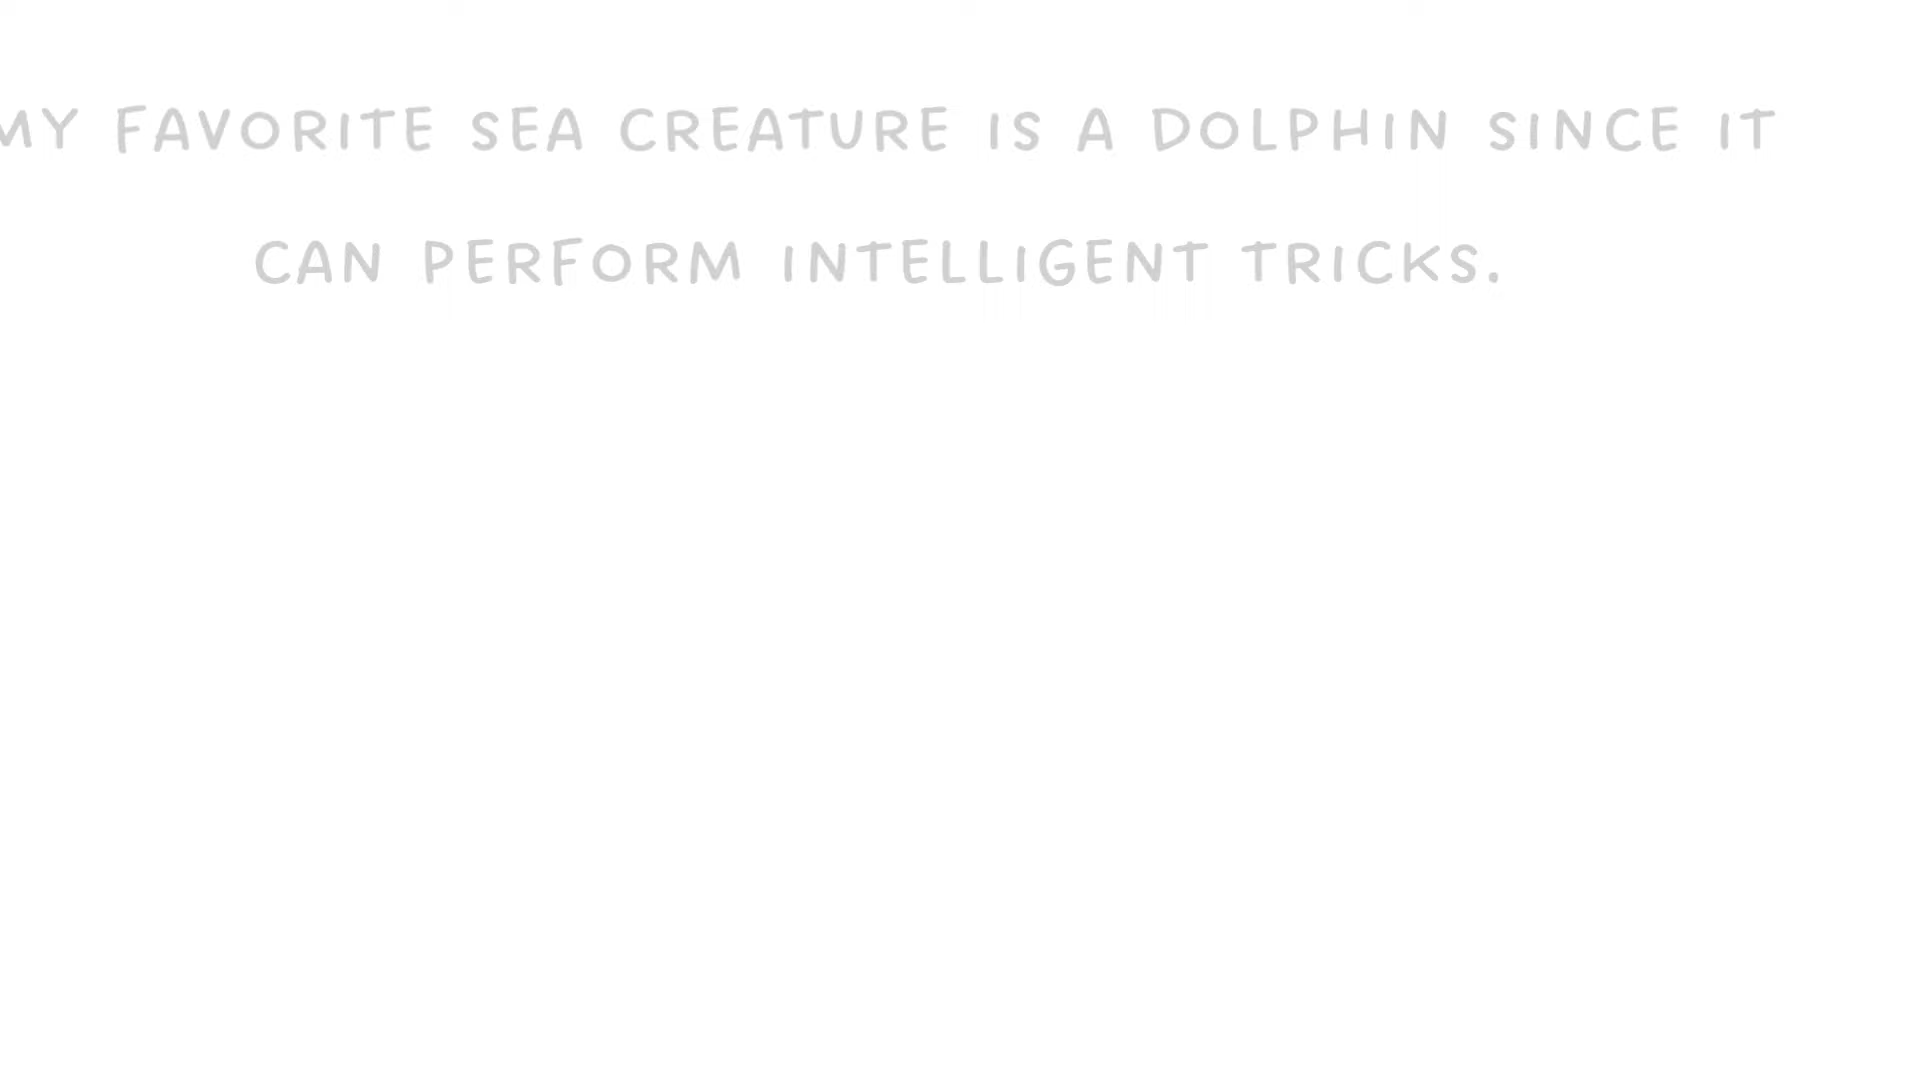 MY FAVORITE SEA CREATURE IS A DOLPHIN SINCE IT
CAN PERFORM INTELLIGENT TRICKS.